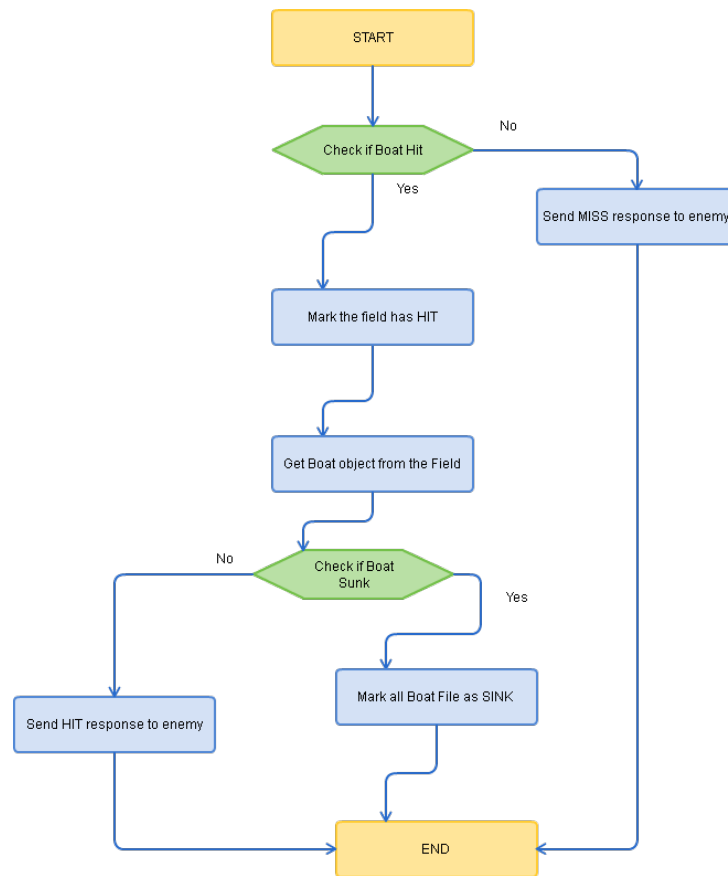 START
No
Check if Boat Hit
Yes
Send MISS response to enemy
Mark the field has HIT
Get Boat object from the Field
No
Check if Boat
Sunk
Yes
Mark all Boat File as SINK
Send HIT response to enemy
END